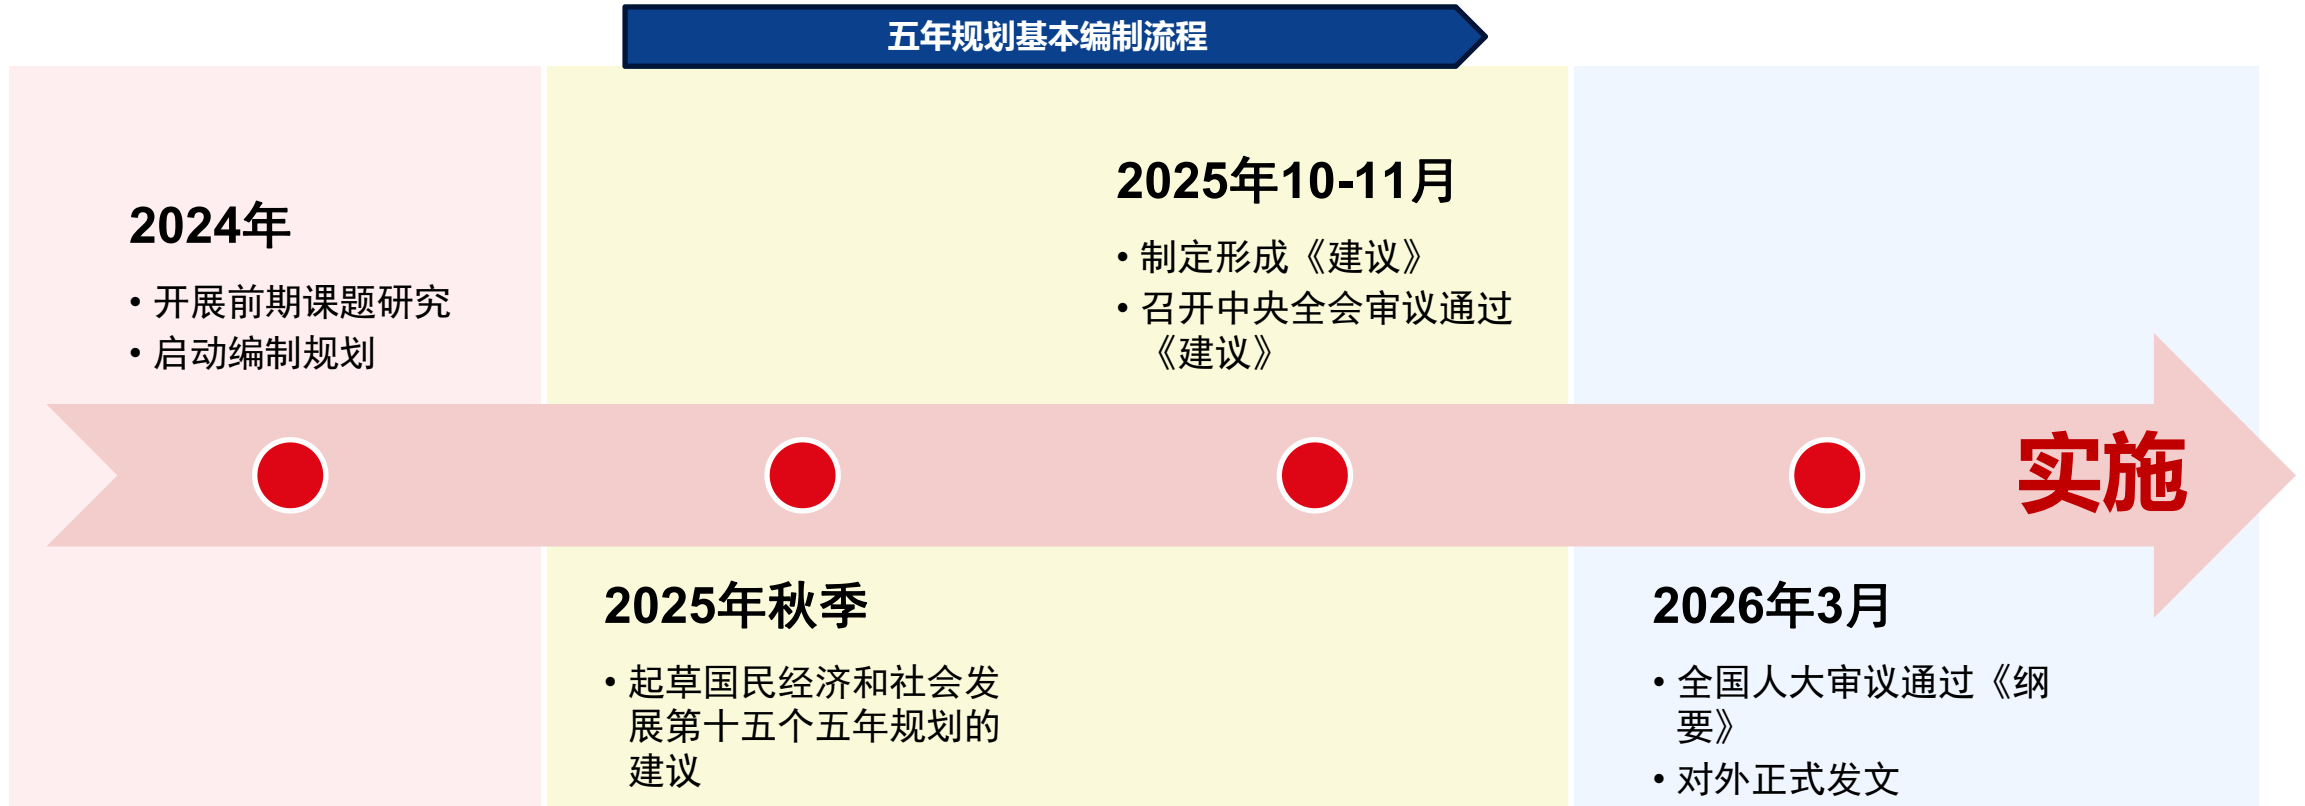 五年规划基本编制流程
2024年
• 开展前期课题研究
• 启动编制规划
2025年秋季
• 起草国民经济和社会发
展第十五个五年规划的
建议
2025年10-11月
• 制定形成《建议》
• 召开中央全会审议通过
《建议》
2026年3月
• 全国人大审议通过《纲
要》
• 对外正式发文
实施